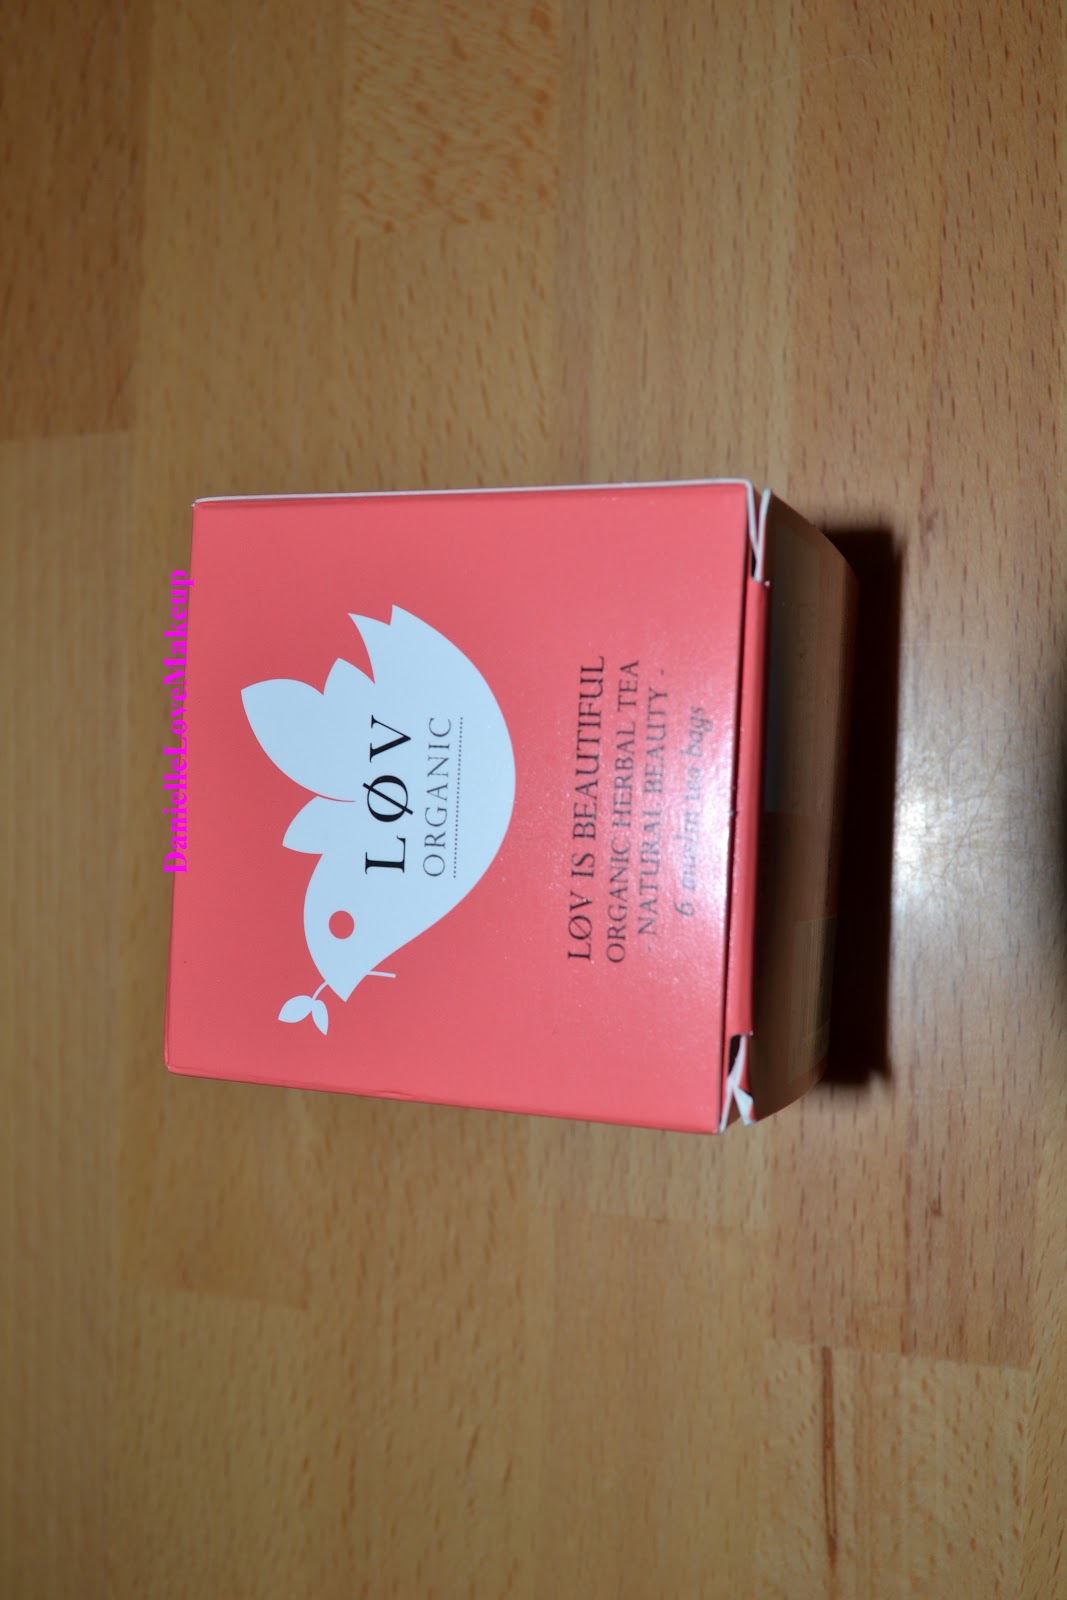 DanielleLoveMakeup
LØV
ORGANIC
LØV IS BEAUTIFUL
ORGANIC HERBAL TEA
- NATURAL BEAUTY -
6 muslin tea bags